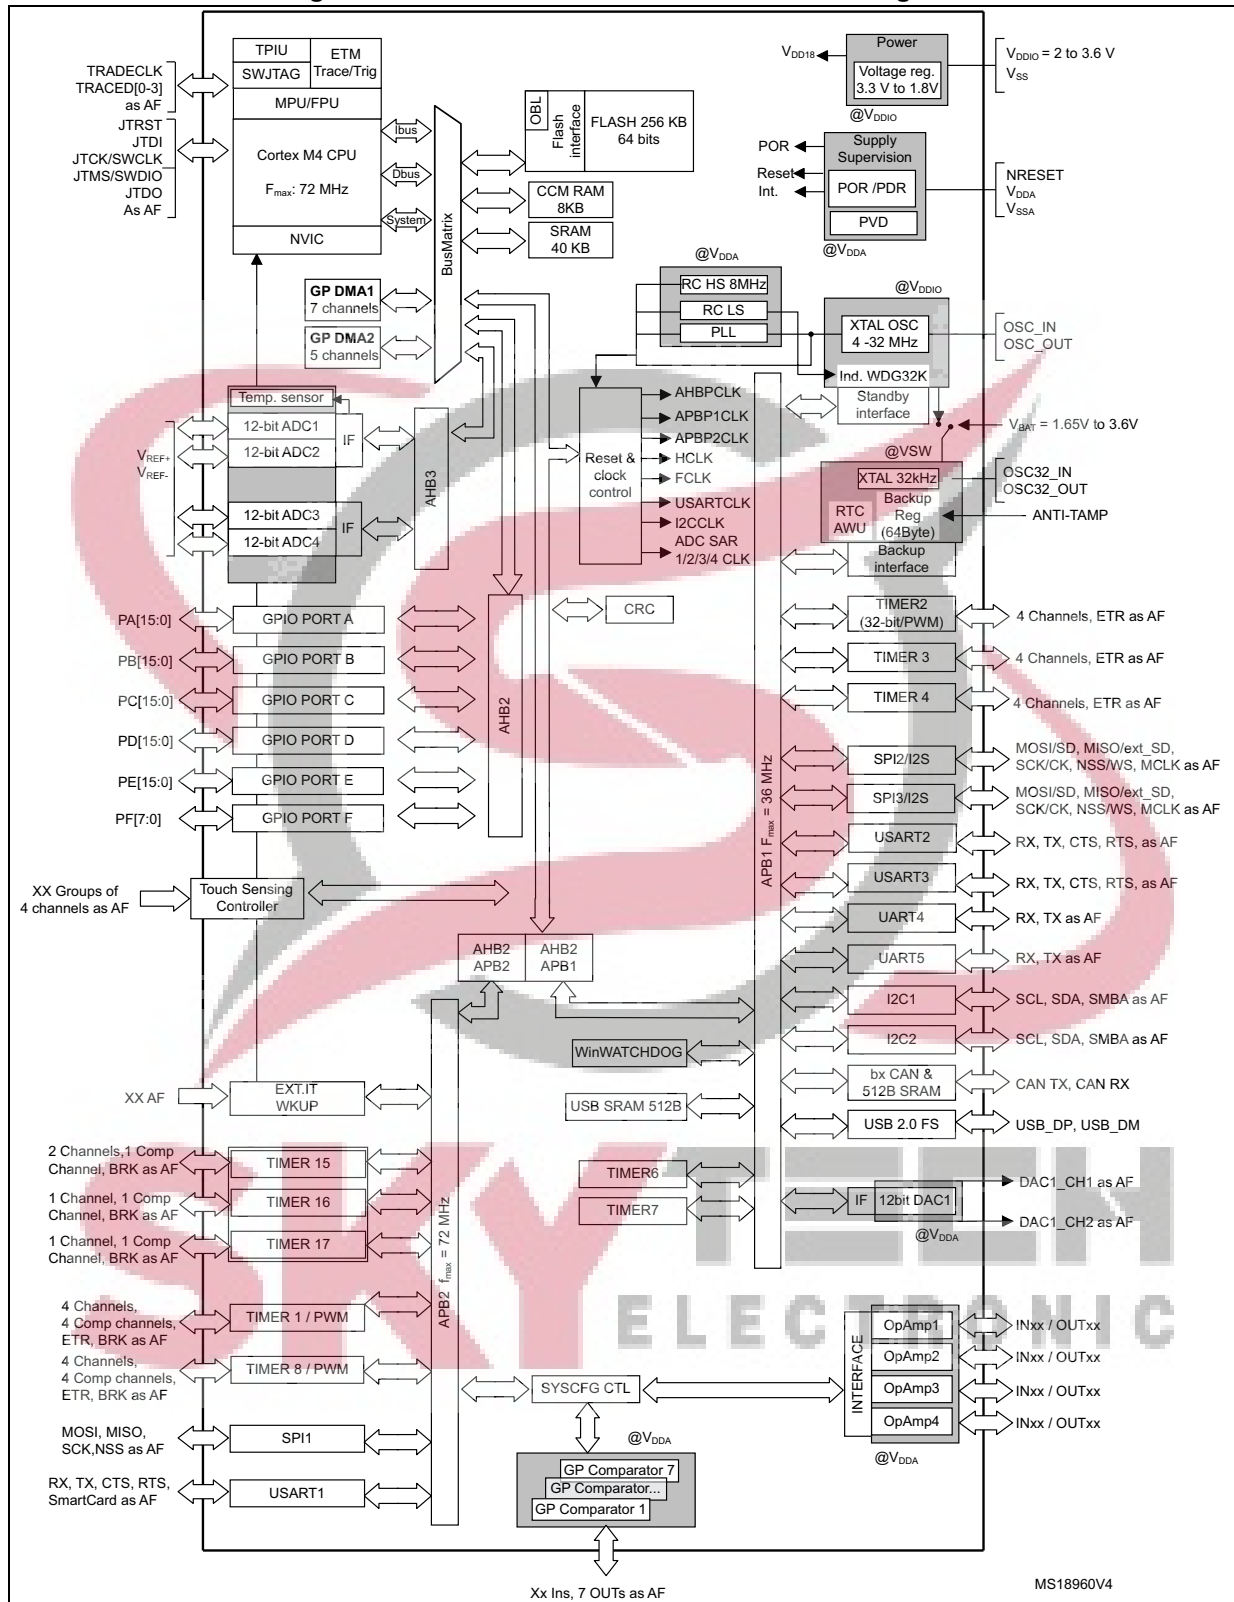 TPIU
ETM
Trace/Trig
SWJTAG
MPU/FPU
Cortex M4 CPU
Fmax: 72 MHz
NVIC
TRADECLK
TRACED[0-3]
as AF
JTRST
JTDI
JTCK/SWCLK
JTMS/SWDIO
JTDO
As AF
Ibus
Dbus
System
BusMatrix
OBL
Flash
interface
FLASH 256 KB
64 bits
CCM RAM
8KB
SRAM
40 KB
GP DMA1
7 channels
GP DMA2
5 channels
VDD18
Power
Voltage reg.
3.3 V to 1.8V
@VDDIO
VDDIO = 2 to 3.6 V
VSS
POR
Reset
Int.
Supply
Supervision
POR /PDR
PVD
@VDDA
NRESET
VDDA
VSSA
@VDDA
RC HS 8MHz
RC LS
PLL
@VDDIO
XTAL OSC
4 -32 MHz
Ind. WDG32K
Standby
interface
OSC_IN
OSC_OUT
VBAT = 1.65V to 3.6V
@VSW
XTAL 32kHz
RTC
AWU
Backup
Reg
(64Byte)
Backup
interface
OSC32_IN
OSC32_OUT
ANTI-TAMP
Reset &
clock
control
AHBPCLK
APBP1CLK
APBP2CLK
HCLK
FCLK
USARTCLK
I2CCLK
ADC SAR
1/2/3/4 CLK
Temp. sensor
12-bit ADC1
12-bit ADC2
IF
VREF+
VREF-
12-bit ADC3
12-bit ADC4
IF
AHB3
CRC
PA[15:0]
GPIO PORT A
PB[15:0]
GPIO PORT B
PC[15:0]
GPIO PORT C
PD[15:0]
GPIO PORT D
PE[15:0]
GPIO PORT E
PF[7:0]
GPIO PORT F
AHB2
XX Groups of
4 channels as AF
Touch Sensing
Controller
AHB2
APB2
AHB2
APB1
APB1 Fmax = 36 MHz
TIMER2
(32-bit/PWM)
4 Channels, ETR as AF
TIMER 3
4 Channels, ETR as AF
TIMER 4
4 Channels, ETR as AF
SPI2/I2S
MOSI/SD, MISO/ext_SD,
SCK/CK, NSS/WS, MCLK as AF
SPI3/I2S
MOSI/SD, MISO/ext_SD,
SCK/CK, NSS/WS, MCLK as AF
USART2
RX, TX, CTS, RTS, as AF
USART3
RX, TX, CTS, RTS, as AF
UART4
RX, TX as AF
UART5
RX, TX as AF
I2C1
SCL, SDA, SMBA as AF
I2C2
SCL, SDA, SMBA as AF
bx CAN &
512B SRAM
CAN TX, CAN RX
USB 2.0 FS
USB_DP, USB_DM
IF
12bit DAC1
@VDDA
DAC1_CH1 as AF
DAC1_CH2 as AF
WinWATCHDOG
USB SRAM 512B
TIMER6
TIMER7
XX AF
EXT.IT
WKUP
2 Channels,1 Comp
Channel, BRK as AF
TIMER 15
1 Channel, 1 Comp
Channel, BRK as AF
TIMER 16
1 Channel, 1 Comp
Channel, BRK as AF
TIMER 17
4 Channels,
4 Comp channels,
ETR, BRK as AF
TIMER 1 / PWM
4 Channels,
4 Comp channels,
ETR, BRK as AF
TIMER 8 / PWM
MOSI, MISO,
SCK,NSS as AF
SPI1
RX, TX, CTS, RTS,
SmartCard as AF
USART1
APB2 fmax = 72 MHz
SYSCFG CTL
@VDDA
GP Comparator 7
GP Comparator...
GP Comparator 1
Xx Ins, 7 OUTs as AF
INTERFACE
OpAmp1
INxx / OUTxx
OpAmp2
INxx / OUTxx
OpAmp3
INxx / OUTxx
OpAmp4
INxx / OUTxx
@VDDA
MS18960V4
SKYTECH
ELECTRONIC